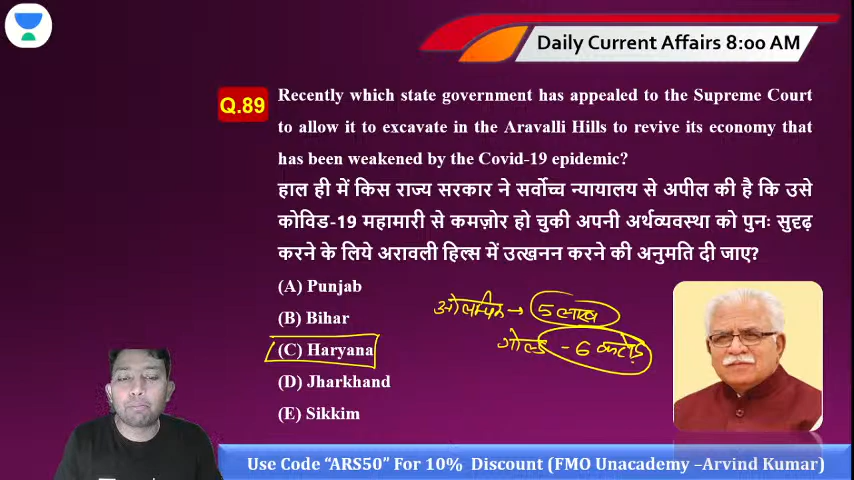 Daily Current Affairs 8:00 AM
Q.89
Recently which state government has appealed to the Supreme Court
to allow it to excavate in the Aravalli Hills to revive its economy that
has been weakened by the Covid-19 epidemic?
हाल ही में किस राज्य सरकार ने सर्वोच्च न्यायालय से अपील की है कि उसे
कोविड-19 महामारी से कमज़ोर हो चुकी अपनी अर्थव्यवस्था को पुनः सुदृढ़
करने के लिये अरावली हिल्स में उत्खनन करने की अनुमति दी जाए?
(A) Punjab
(B) Bihar
(C) Haryana
(D) Jharkhand
(E) Sikkim
→ 5 लाख
गोल्ड - 6 करोड़
Use Code “ARS50” For 10% Discount (FMO Unacademy –Arvind Kumar)